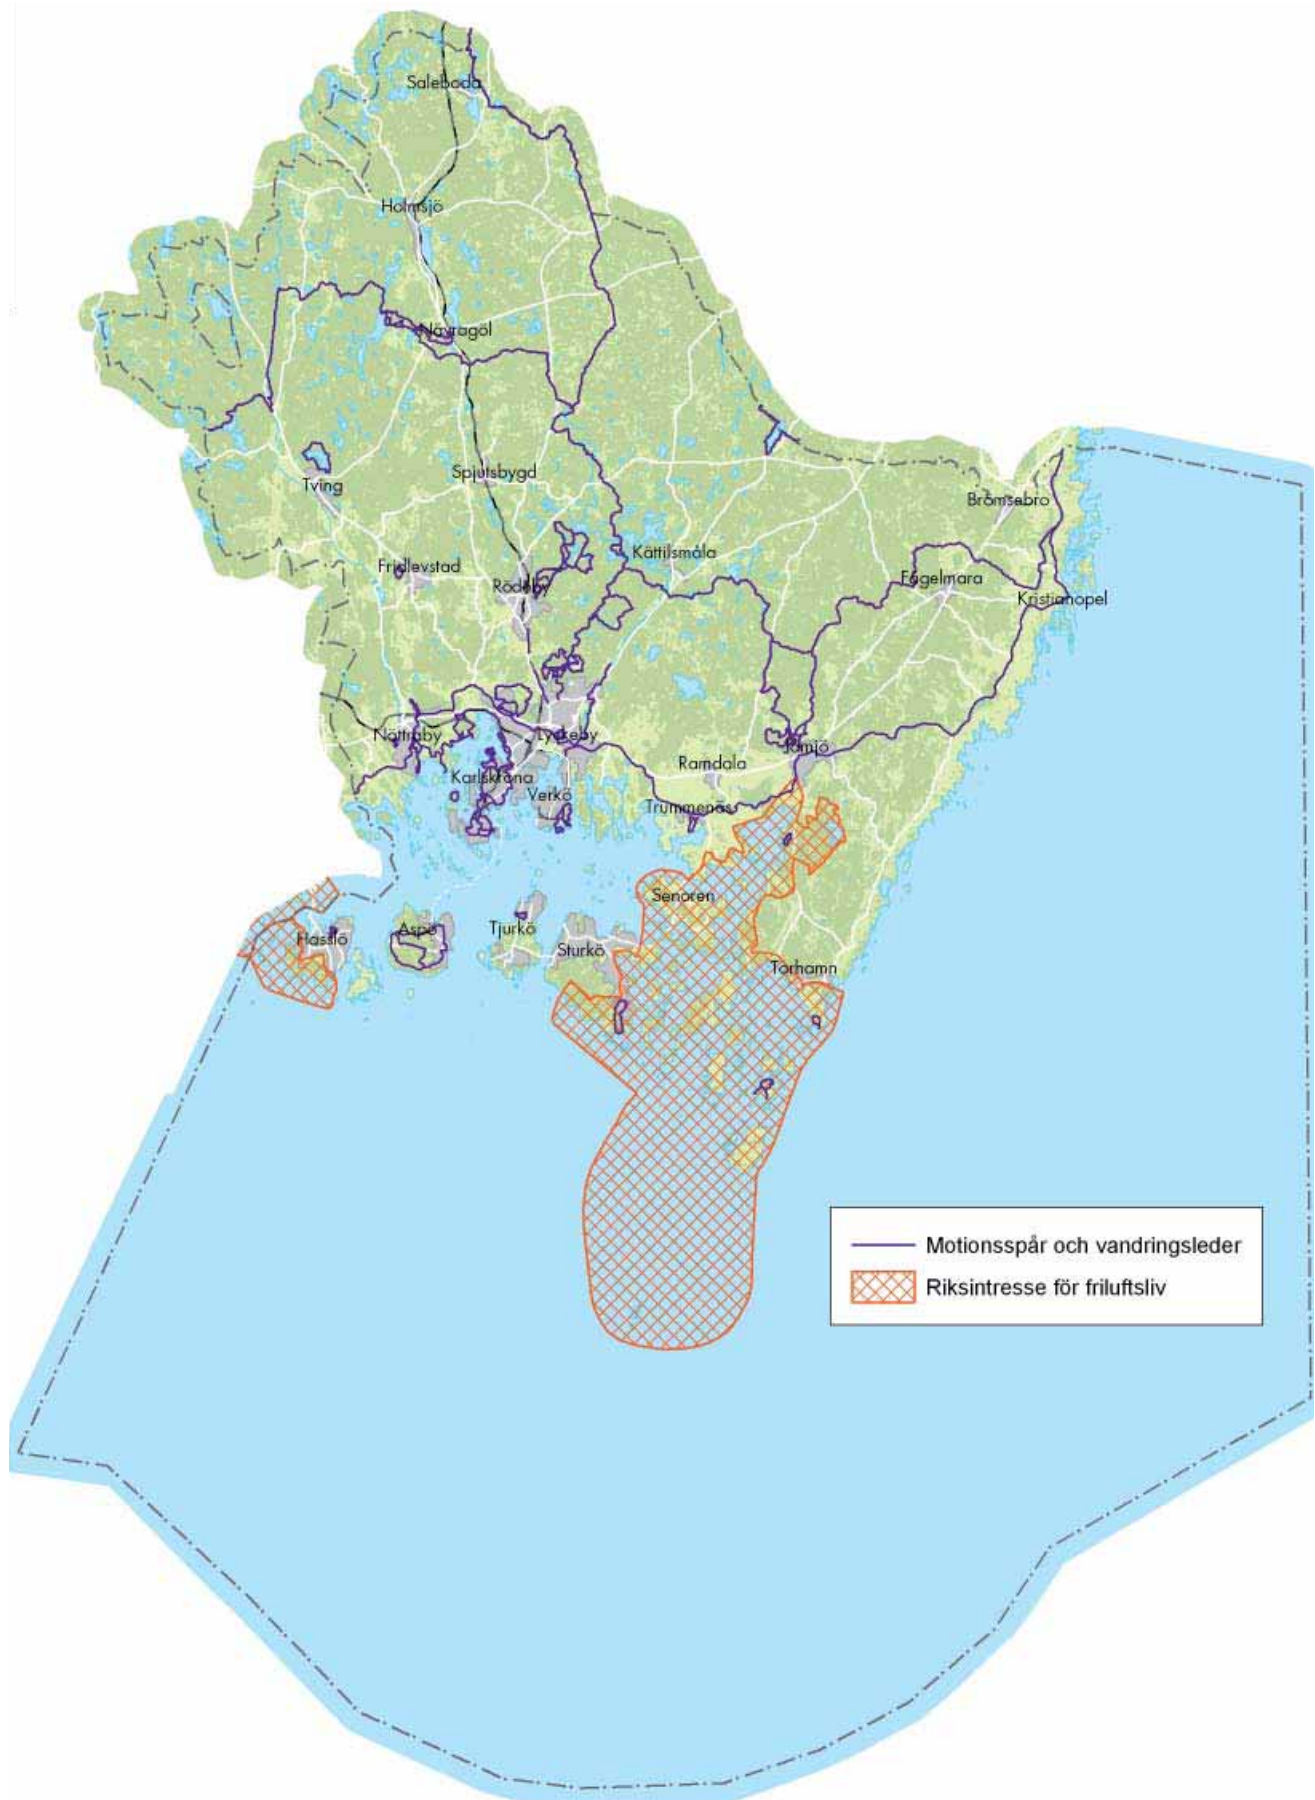 Saleboda
Holmsjö
Nävragöl
Spjutsbygd
Tving
Brömsebro
Kättilsmåla
Fridlevstad
Fågelmara
Rödeby
Kristianopel
Nättraby
Lyckeby
Jämjö
Ramdala
Karlskrona
Verkö
Trummenäs
Senoren
Hasslö
Aspö
Tjurkö
Sturkö
Torhamn
Motionsspår och vandringsleder
Riksintresse för friluftsliv